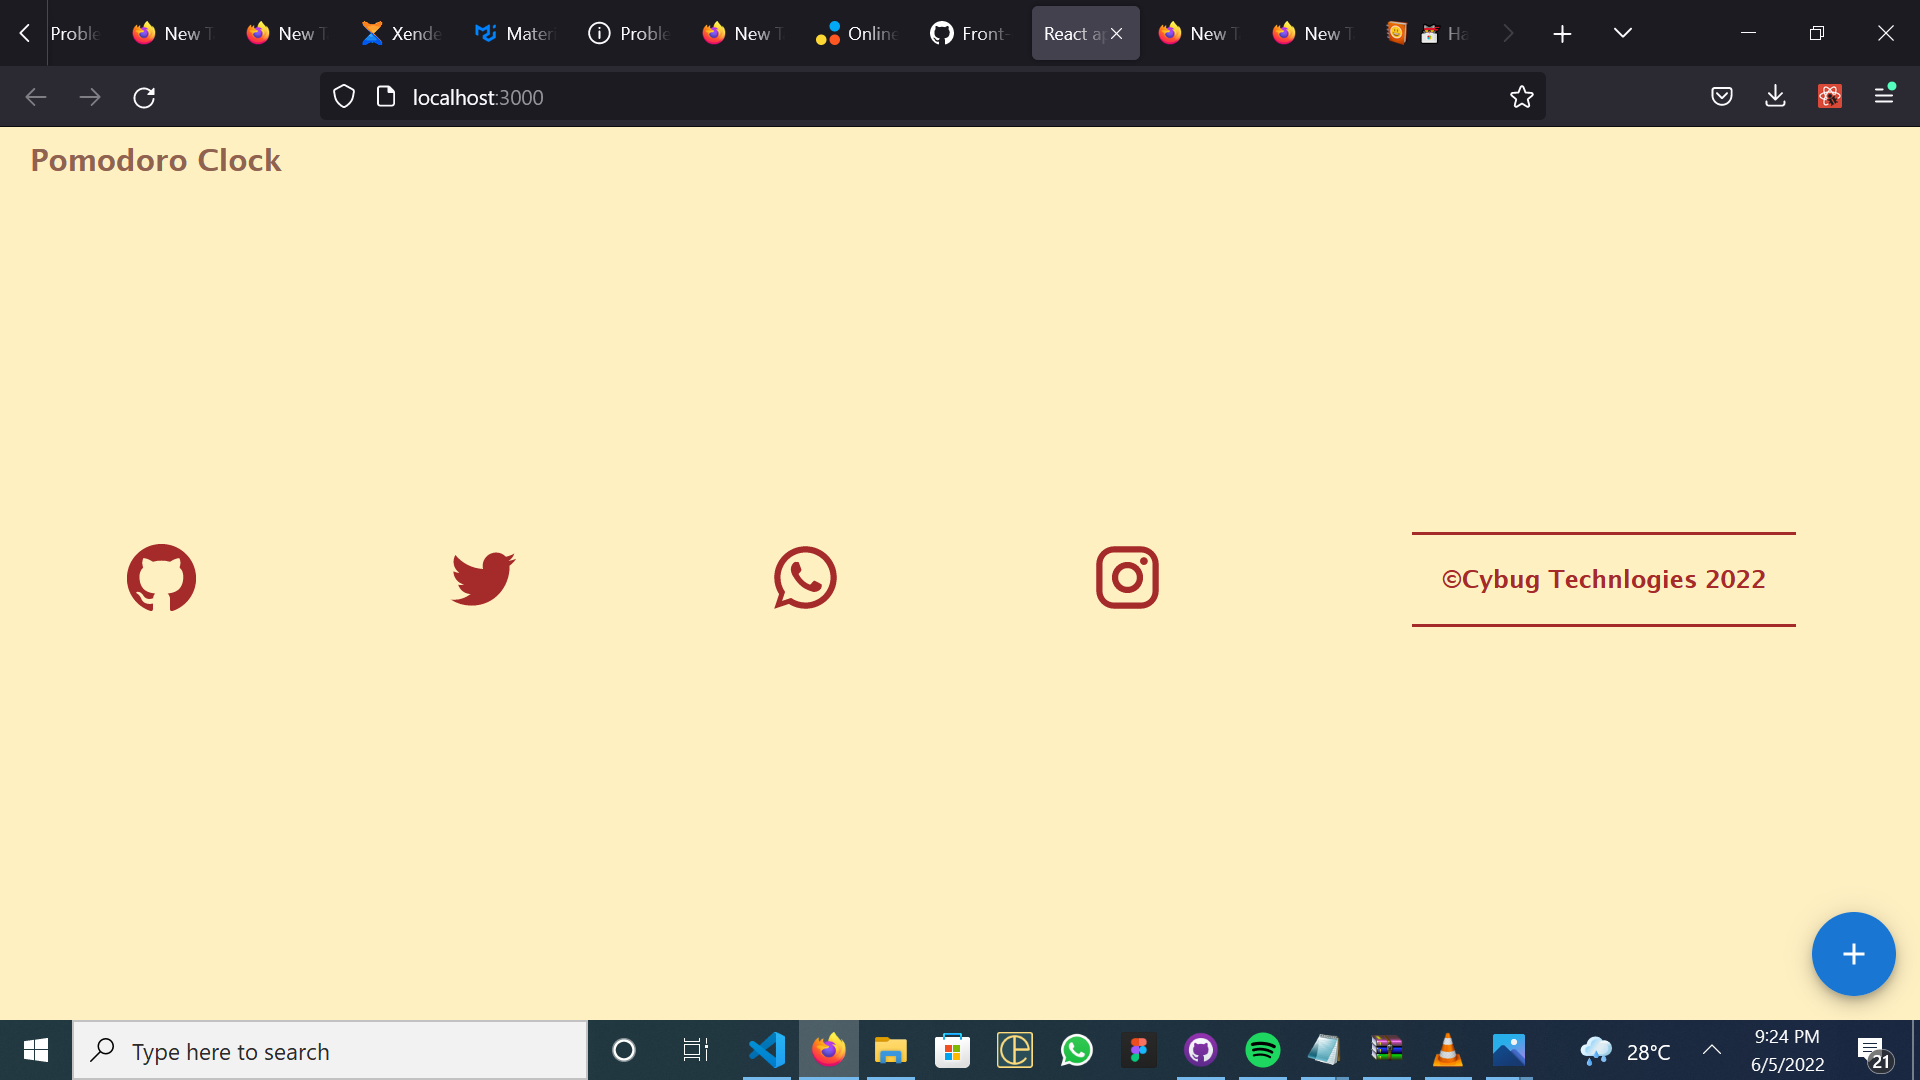 Proble New T New T Xende Materi Proble New T Online Front- React ap New T New T Ha
localhost:3000
Pomodoro Clock
©Cybug Technlogies 2022
Type here to search
28°C
9:24 PM
6/5/2022
21